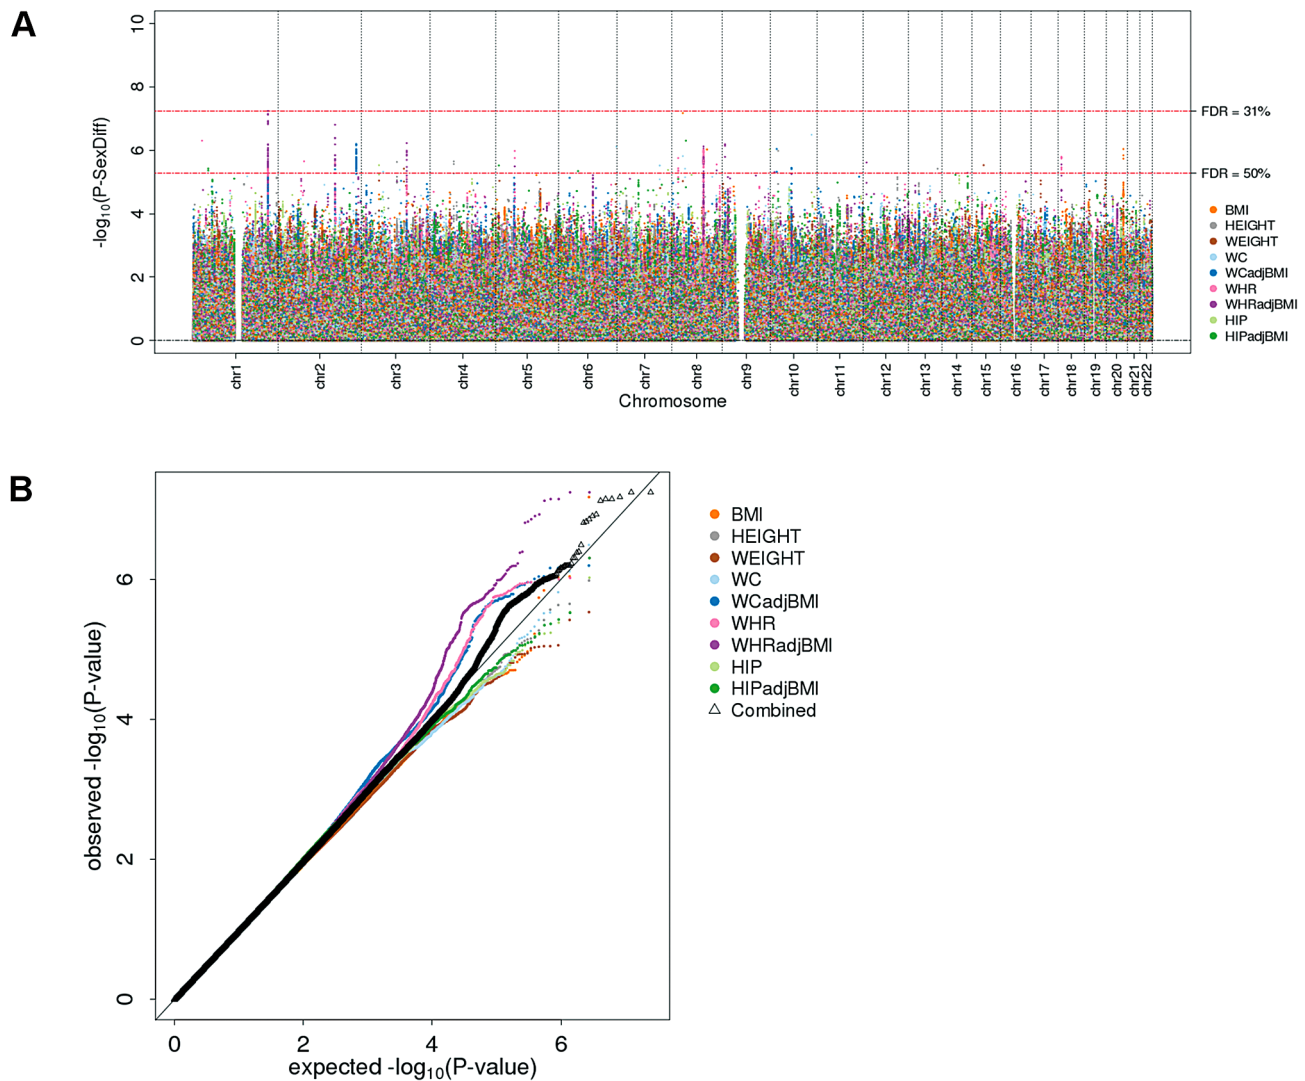 A
-log10(P-SexDiff)
10
8
6
4
2
0
FDR = 31%
FDR = 50%
BMI
HEIGHT
WEIGHT
WC
WCadjBMI
WHR
WHRadjBMI
HIP
HIPadjBMI
chr1
chr2
chr3
chr4
chr5
chr6
chr7
chr8
chr9
chr10
chr11
chr12
chr13
chr14
chr15
chr16
chr17
chr18
chr19
chr20
chr21
chr22
Chromosome
B
observed -log10(P-value)
6
4
2
0
BMI
HEIGHT
WEIGHT
WC
WCadjBMI
WHR
WHRadjBMI
HIP
HIPadjBMI
Combined
0 2 4 6
expected -log10(P-value)